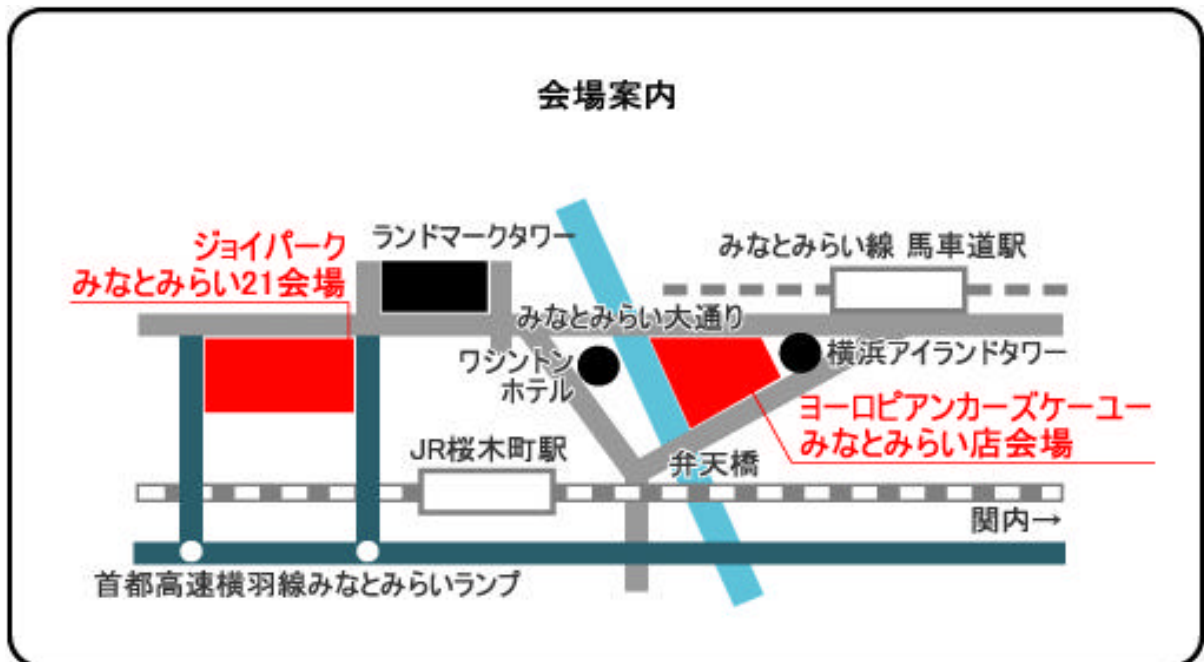 会場案内
ジョイパーク
みなとみらい21会場
ランドマークタワー
みなとみらい線 馬車道駅
みなとみらい大通り
ワシントン
ホテル
横浜アイランドタワー
ヨーロピアンカーズケーユー
みなとみらい店会場
JR桜木町駅
弁天橋
関内→
首都高速横羽線みなとみらいランプ